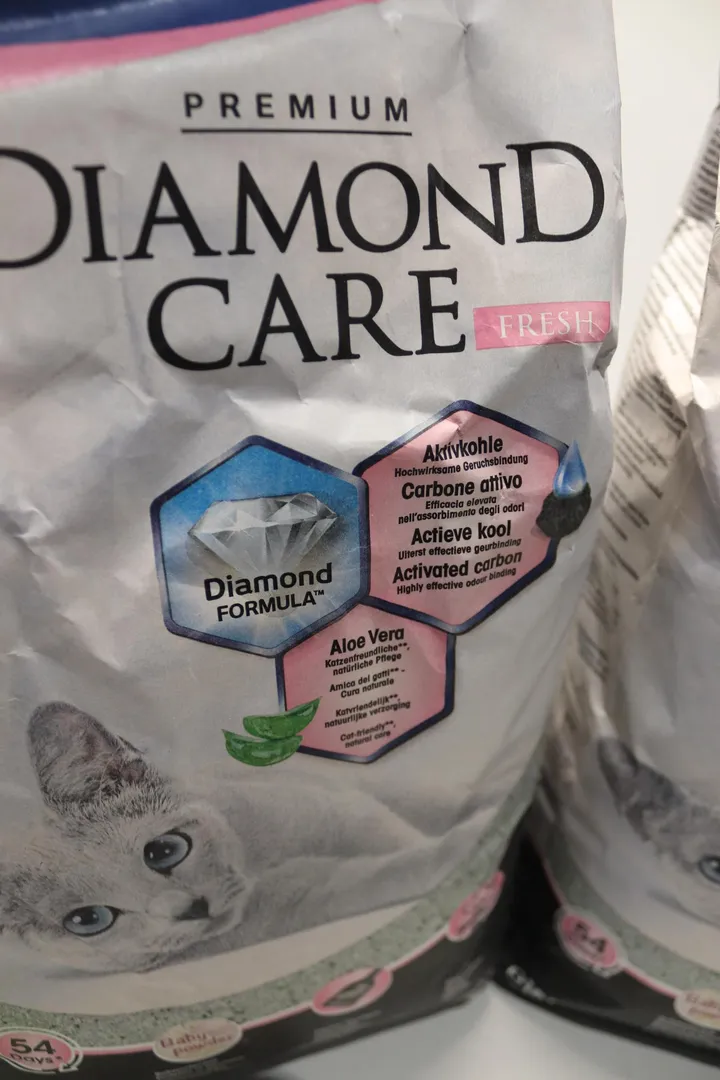 PREMIUM
DIAMOND
CARE
FRESH
Diamond
FORMULA™
Aktivkohle
Hochwirksame Geruchsbindung
Carbone attivo
Efficacia elevata
nell'assorbimento degli odori
Actieve kool
Uiterst effectieve geurbinding
Activated carbon
Highly effective odour binding
Aloe Vera
Katzenfreundliche**,
natürliche Pflege
Amica dei gatti** -
Cura naturale
Katvriendelijk**,
natuurlijke verzorging
Cat-friendly**,
natural care
54
Days*
Baby
powder
54